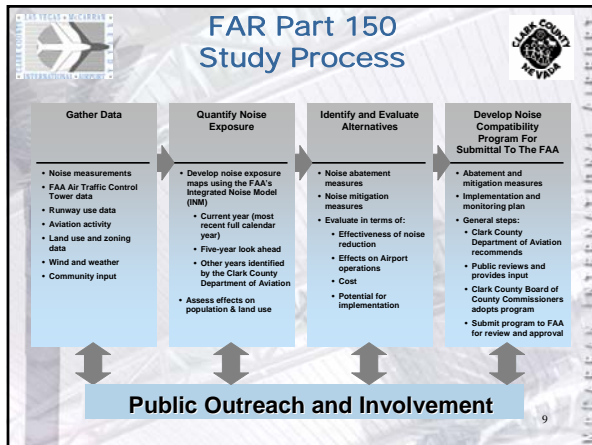 FAR Part 150
Study Process
LAS VEGAS • McCARRAN
INTERNATIONAL AIRPORT
CLARK COUNTY
NEVADA
Gather Data
• Noise measurements
• FAA Air Traffic Control
Tower data
• Runway use data
• Aviation activity
• Land use and zoning
data
• Wind and weather
• Community input
Quantify Noise
Exposure
• Develop noise exposure
maps using the FAA's
Integrated Noise Model
(INM)
• Current year (most
recent full calendar
year)
• Five-year look ahead
• Other years identified
by the Clark County
Department of Aviation
• Assess effects on
population & land use
Identify and Evaluate
Alternatives
• Noise abatement
measures
• Noise mitigation
measures
• Evaluate in terms of:
• Effectiveness of noise
reduction
• Effects on Airport
operations
• Cost
• Potential for
implementation
Develop Noise
Compatibility
Program For
Submittal To The FAA
• Abatement and
mitigation measures
• Implementation and
monitoring plan
• General steps:
• Clark County
Department of Aviation
recommends
• Public reviews and
provides input
• Clark County Board of
County Commissioners
adopts program
• Submit program to FAA
for review and approval
Public Outreach and Involvement
9